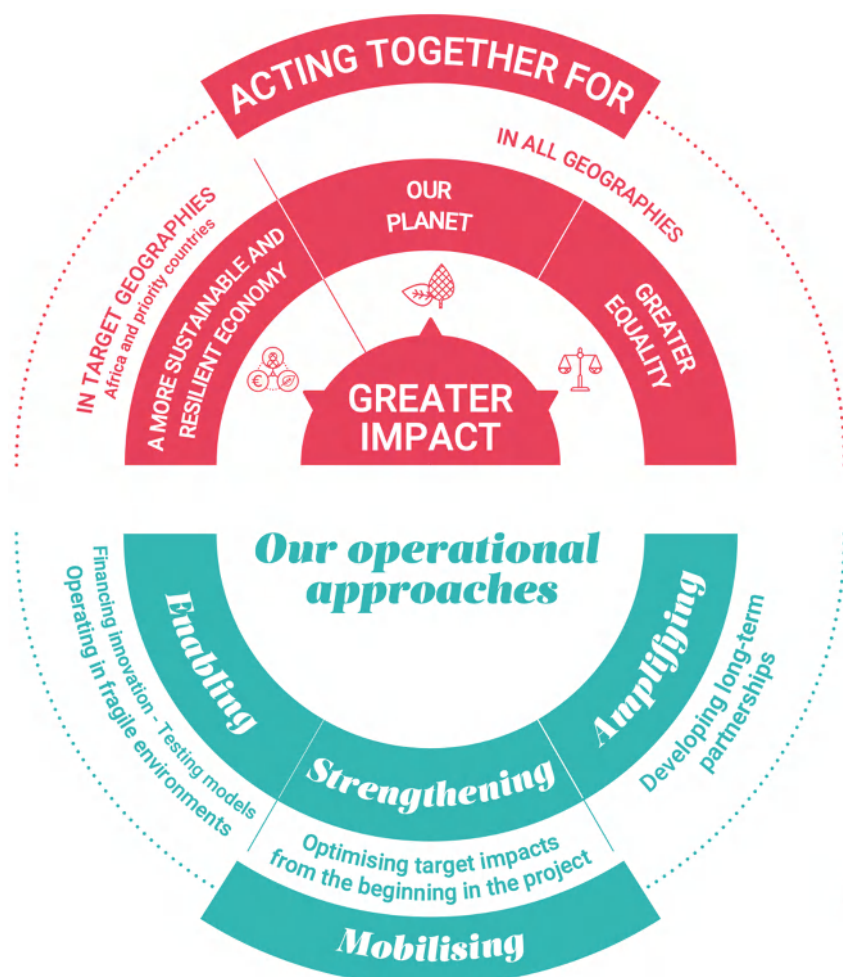 ACTING TOGETHER FOR
IN ALL GEOGRAPHIES
IN TARGET GEOGRAPHIES
Africa and priority countries
A MORE SUSTAINABLE AND
RESILIENT ECONOMY
OUR
PLANET
GREATER
EQUALITY
€
GREATER
IMPACT
Our operational
approaches
Enabling
Financing innovation - Testing models
Operating in fragile environments
Strengthening
Optimising target impacts
from the beginning in the project
Amplifying
Developing long-term
partnerships
Mobilising